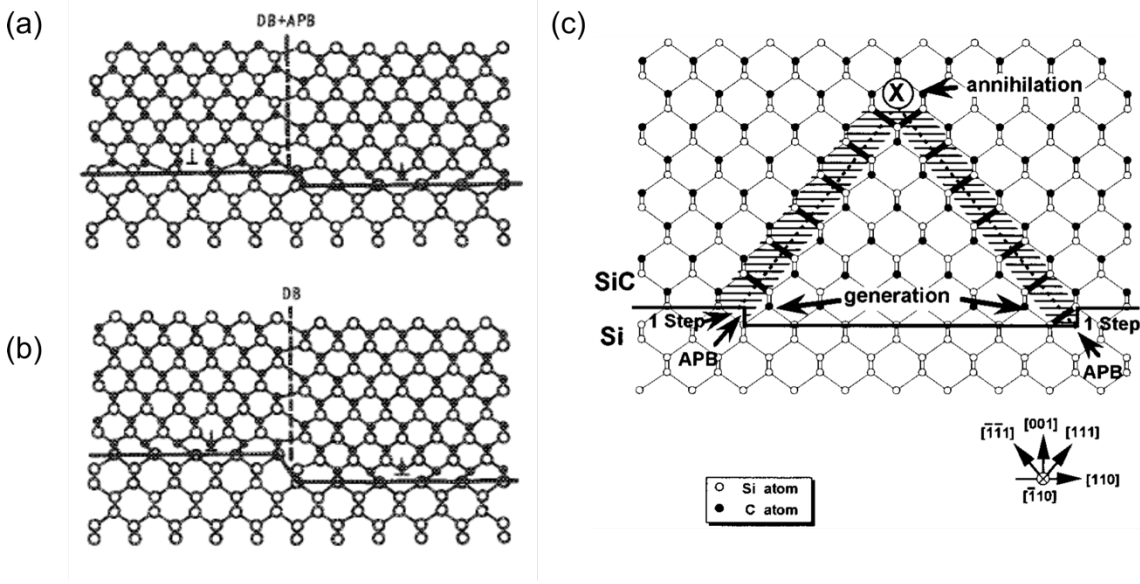 (a)
DB+APB
(b)
DB
(c)
X
annihilation
SiC
generation
1 Step
1 Step
Si
APB
APB
[001]
[1̅1̅1]
[111]
[110]
[1̅10]
Si atom
C atom